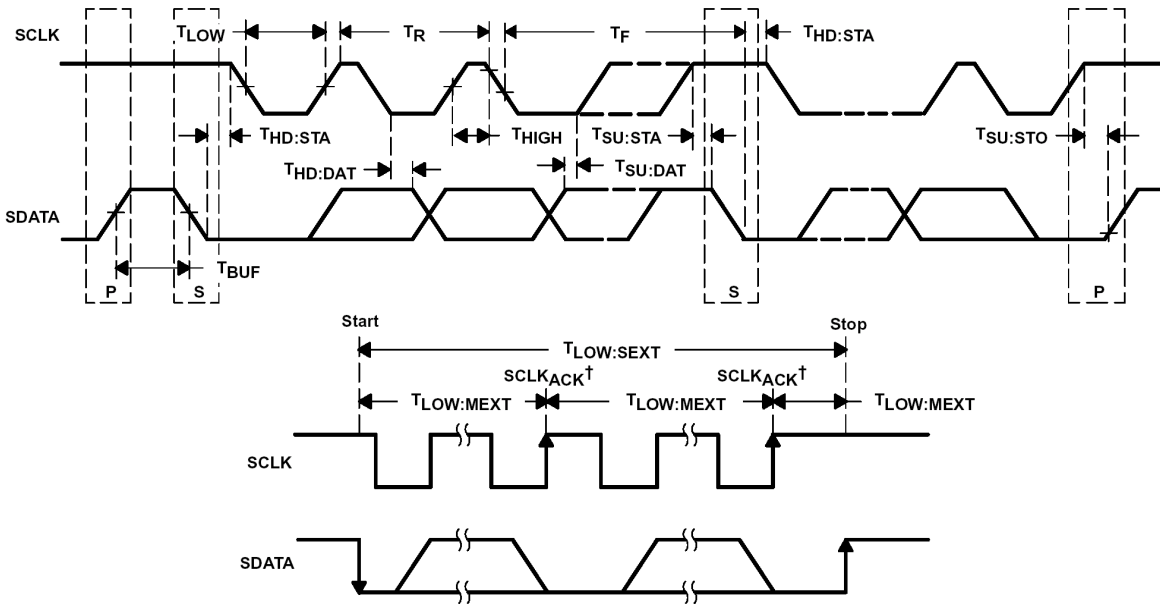 SCLK
TLOW
TR
TF
THD:STA
THD:STA
THIGH
TSU:STA
TSU:STO
THD:DAT
TSU:DAT
SDATA
TBUF
P
S
S
P
Start
Stop
TLOW:SEXT
SCLKACK†
SCLKACK†
TLOW:MEXT
TLOW:MEXT
TLOW:MEXT
SCLK
SDATA